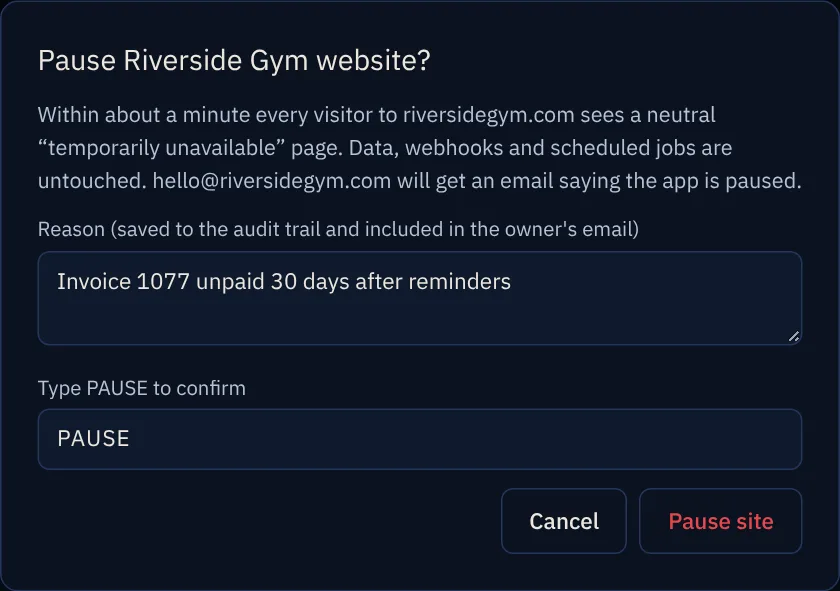 Pause Riverside Gym website?
Within about a minute every visitor to riversidegym.com sees a neutral
“temporarily unavailable” page. Data, webhooks and scheduled jobs are
untouched. hello@riversidegym.com will get an email saying the app is paused.
Reason (saved to the audit trail and included in the owner's email)
Invoice 1077 unpaid 30 days after reminders
Type PAUSE to confirm
PAUSE
Cancel
Pause site